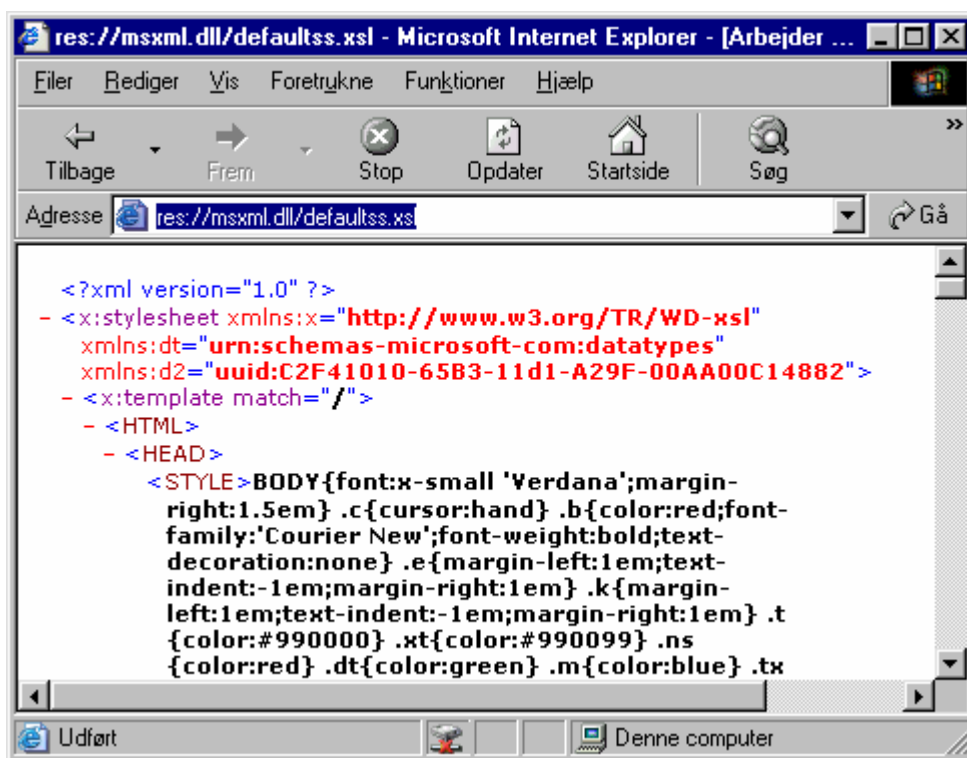 res://msxml.dll/defaultss.xsl - Microsoft Internet Explorer - [Arbejder ...
Filer Rediger Vis Foretrukne Funktioner Hjælp
»
Tilbage Frem Stop Opdater Startside Søg
Adresse res://msxml.dll/defaultss.xsl Gå
<?xml version="1.0" ?>
- <x:stylesheet xmlns:x="http://www.w3.org/TR/WD-xsl"
xmlns:dt="urn:schemas-microsoft-com:datatypes"
xmlns:d2="uuid:C2F41010-65B3-11d1-A29F-00AA00C14882">
- <x:template match="/">
- <HTML>
- <HEAD>
<STYLE>BODY{font:x-small 'Verdana';margin-
right:1.5em} .c{cursor:hand} .b{color:red;font-
family:'Courier New';font-weight:bold;text-
decoration:none} .e{margin-left:1em;text-
indent:-1em;margin-right:1em} .k{margin-
left:1em;text-indent:-1em;margin-right:1em} .t
{color:#990000} .xt{color:#990099} .ns
{color:red} .dt{color:green} .m{color:blue} .tx
Udført Denne computer